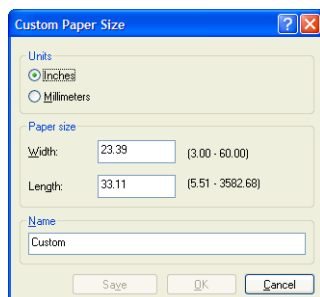 Custom Paper Size
Units
Inches
Millimeters
Paper size
Width: 23.39 (3.00 - 60.00)
Length: 33.11 (5.51 - 3582.68)
Name
Custom
Save OK Cancel